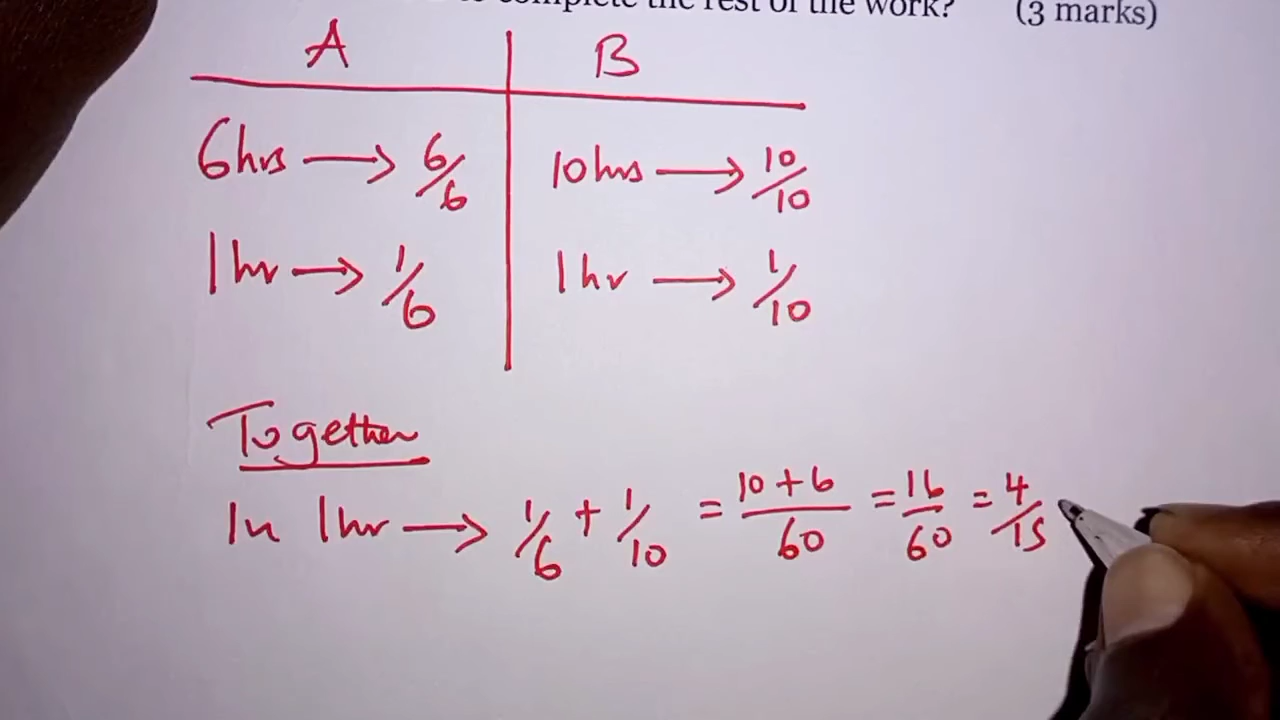 to complete the rest of the work? (3 marks)
A B
6hrs → 6/6 10hrs → 10/10
1hr → 1/6 1hr → 1/10
Together
In 1hr → 1/6 + 1/10 = 10+6/60 = 16/60 = 4/15